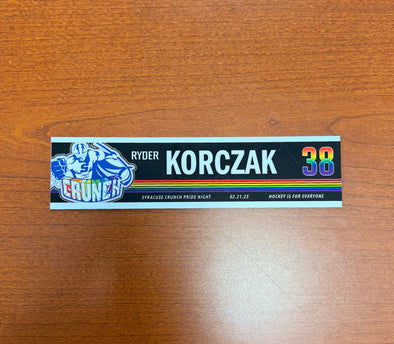 RYDER KORCZAK 38
CRUNCH
SYRACUSE CRUNCH PRIDE NIGHT 02.21.25 HOCKEY IS FOR EVERYONE